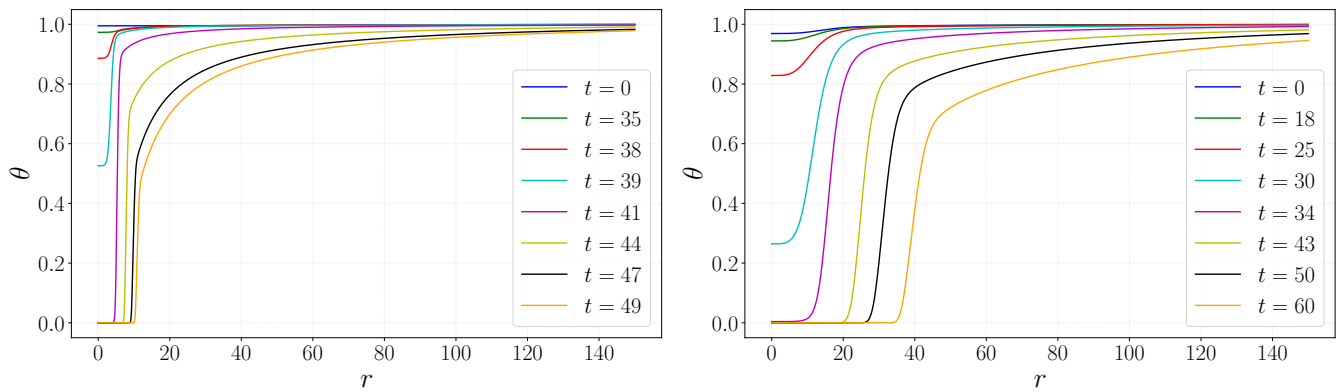 1.0
0.8
0.6
0.4
0.2
0.0
θ
0 20 40 60 80 100 120 140
r
t = 0
t = 35
t = 38
t = 39
t = 41
t = 44
t = 47
t = 49
1.0
0.8
0.6
0.4
0.2
0.0
θ
0 20 40 60 80 100 120 140
r
t = 0
t = 18
t = 25
t = 30
t = 34
t = 43
t = 50
t = 60